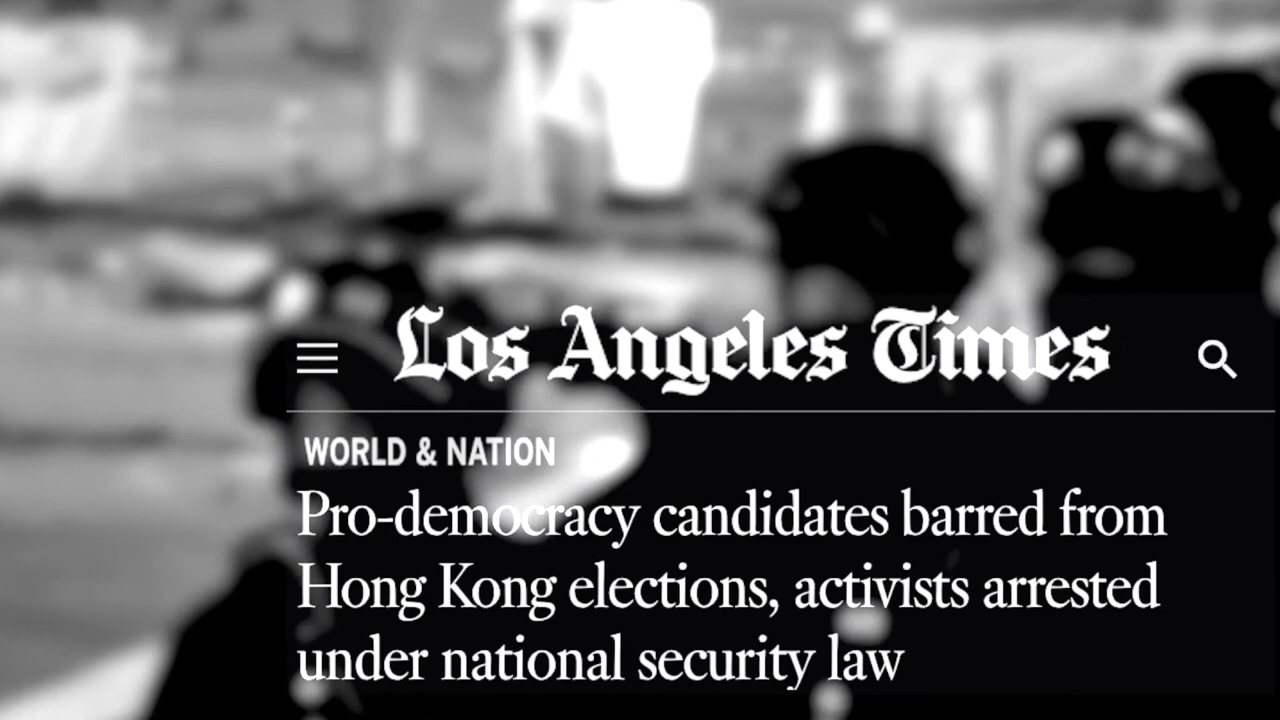 Los Angeles Times
WORLD & NATION
Pro-democracy candidates barred from
Hong Kong elections, activists arrested
under national security law